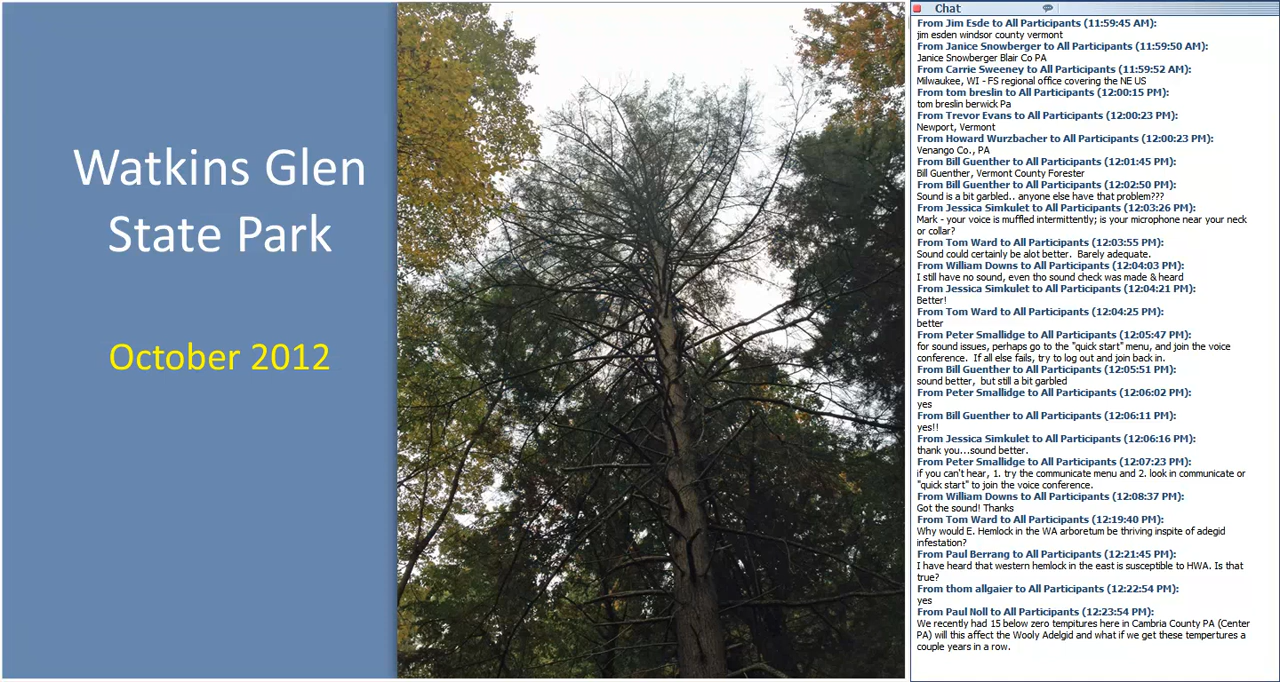 Watkins Glen
State Park
October 2012
Chat
From Jim Esde to All Participants (11:59:45 AM):
jim esden windsor county vermont
From Janice Snowberger to All Participants (11:59:50 AM):
Janice Snowberger Blair Co PA
From Carrie Sweeney to All Participants (11:59:52 AM):
Milwaukee, WI - FS regional office covering the NE US
From tom breslin to All Participants (12:00:15 PM):
tom breslin berwick Pa
From Trevor Evans to All Participants (12:00:23 PM):
Newport, Vermont
From Howard Wurzbacher to All Participants (12:00:23 PM):
Venango Co., PA
From Bill Guenther to All Participants (12:01:45 PM):
Bill Guenther, Vermont County Forester
From Bill Guenther to All Participants (12:02:50 PM):
Sound is a bit garbled.. anyone else have that problem???
From Jessica Simkulet to All Participants (12:03:26 PM):
Mark - your voice is muffled intermittently; is your microphone near your neck
or collar?
From Tom Ward to All Participants (12:03:55 PM):
Sound could certainly be alot better.  Barely adequate.
From William Downs to All Participants (12:04:03 PM):
I still have no sound, even tho sound check was made & heard
From Jessica Simkulet to All Participants (12:04:21 PM):
Better!
From Tom Ward to All Participants (12:04:25 PM):
better
From Peter Smallidge to All Participants (12:05:47 PM):
for sound issues, perhaps go to the "quick start" menu, and join the voice
conference.  If all else fails, try to log out and join back in.
From Bill Guenther to All Participants (12:05:51 PM):
sound better,  but still a bit garbled
From Peter Smallidge to All Participants (12:06:02 PM):
yes
From Bill Guenther to All Participants (12:06:11 PM):
yes!!
From Jessica Simkulet to All Participants (12:06:16 PM):
thank you...sound better.
From Peter Smallidge to All Participants (12:07:23 PM):
if you can't hear, 1. try the communicate menu and 2. look in communicate or
"quick start" to join the voice conference.
From William Downs to All Participants (12:08:37 PM):
Got the sound! Thanks
From Tom Ward to All Participants (12:19:40 PM):
Why would E. Hemlock in the WA arboretum be thriving inspite of adegid
infestation?
From Paul Berrang to All Participants (12:21:45 PM):
I have heard that western hemlock in the east is susceptible to HWA. Is that
true?
From thom allgaier to All Participants (12:22:54 PM):
yes
From Paul Noll to All Participants (12:23:54 PM):
We recently had 15 below zero tempitures here in Cambria County PA (Center
PA) will this affect the Wooly Adelgid and what if we get these tempertures a
couple years in a row.